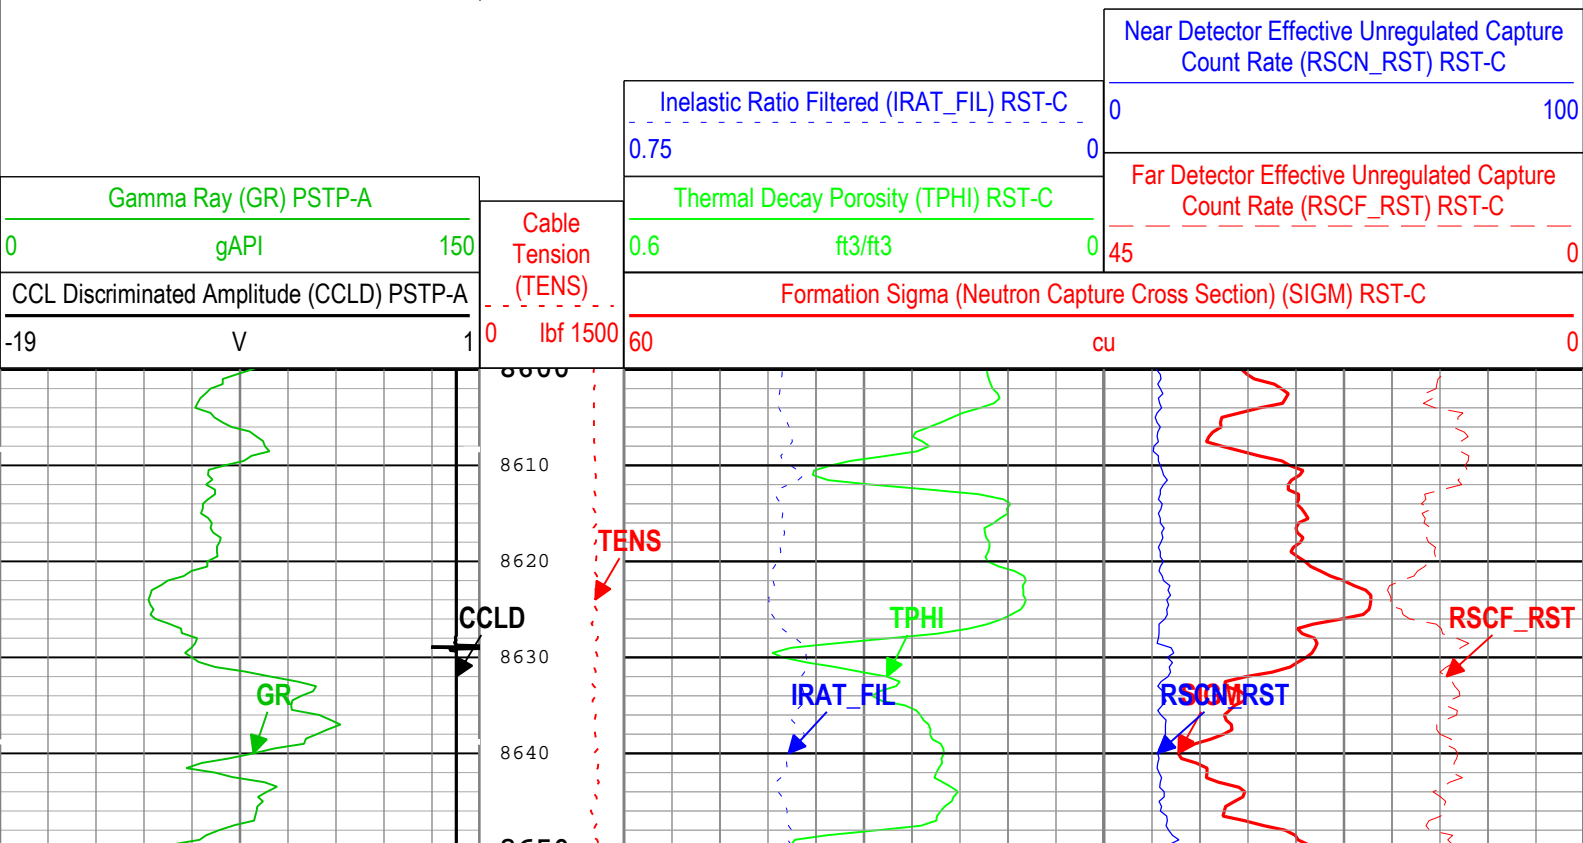 Near Detector Effective Unregulated Capture
Count Rate (RSCN_RST) RST-C
0 100
Inelastic Ratio Filtered (IRAT_FIL) RST-C
0.75 0
Far Detector Effective Unregulated Capture
Count Rate (RSCF_RST) RST-C
45 0
Gamma Ray (GR) PSTP-A
0 gAPI 150
Thermal Decay Porosity (TPHI) RST-C
0.6 ft3/ft3 0
Cable
Tension
(TENS)
0 lbf 1500
CCL Discriminated Amplitude (CCLD) PSTP-A
-19 V 1
Formation Sigma (Neutron Capture Cross Section) (SIGM) RST-C
60 cu 0
8600
8610
TENS
8620
CCLD
TPHI
RSCF_RST
8630
GR
IRAT_FIL
SIGM
RSCN_RST
8640
8650